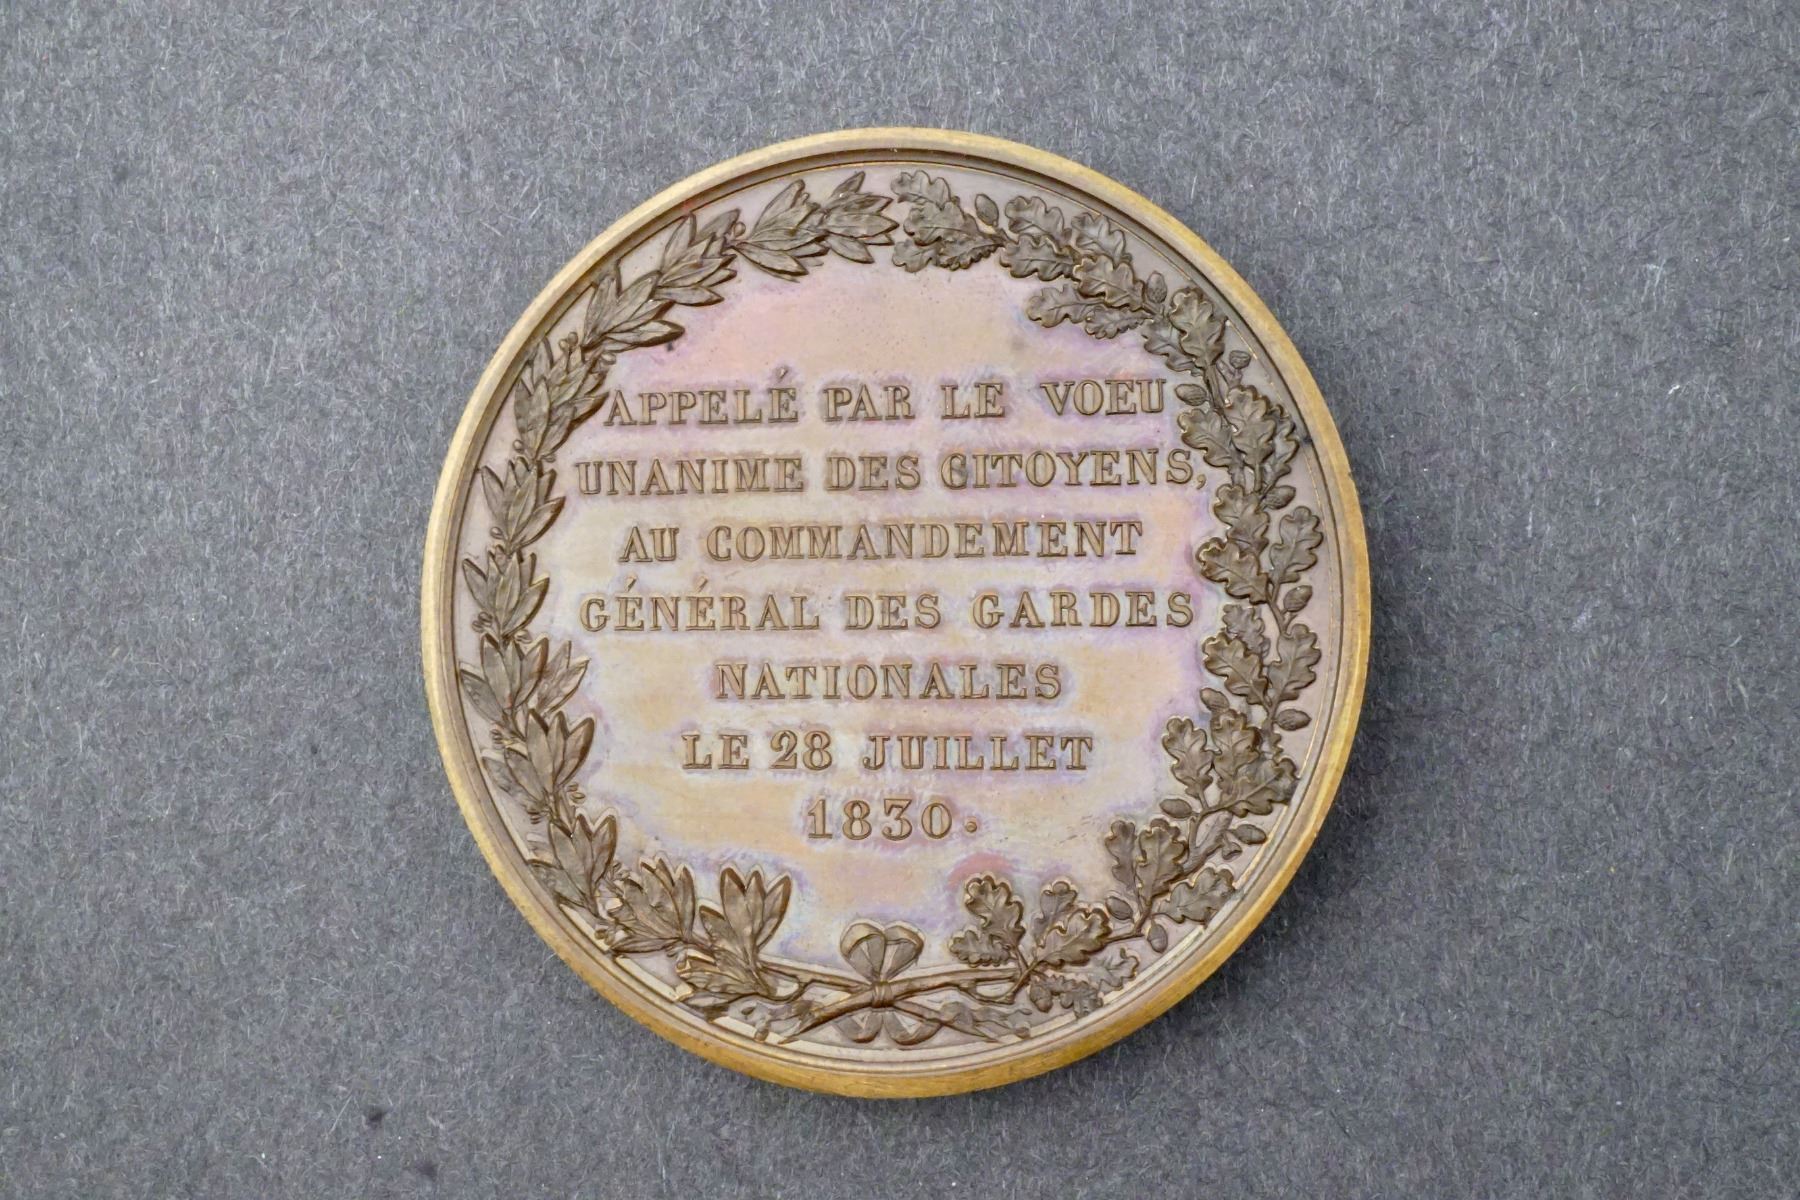 APPELÉ PAR LE VOEU
UNANIME DES CITOYENS,
AU COMMANDEMENT
GÉNÉRAL DES GARDES
NATIONALES
LE 28 JUILLET
1830.